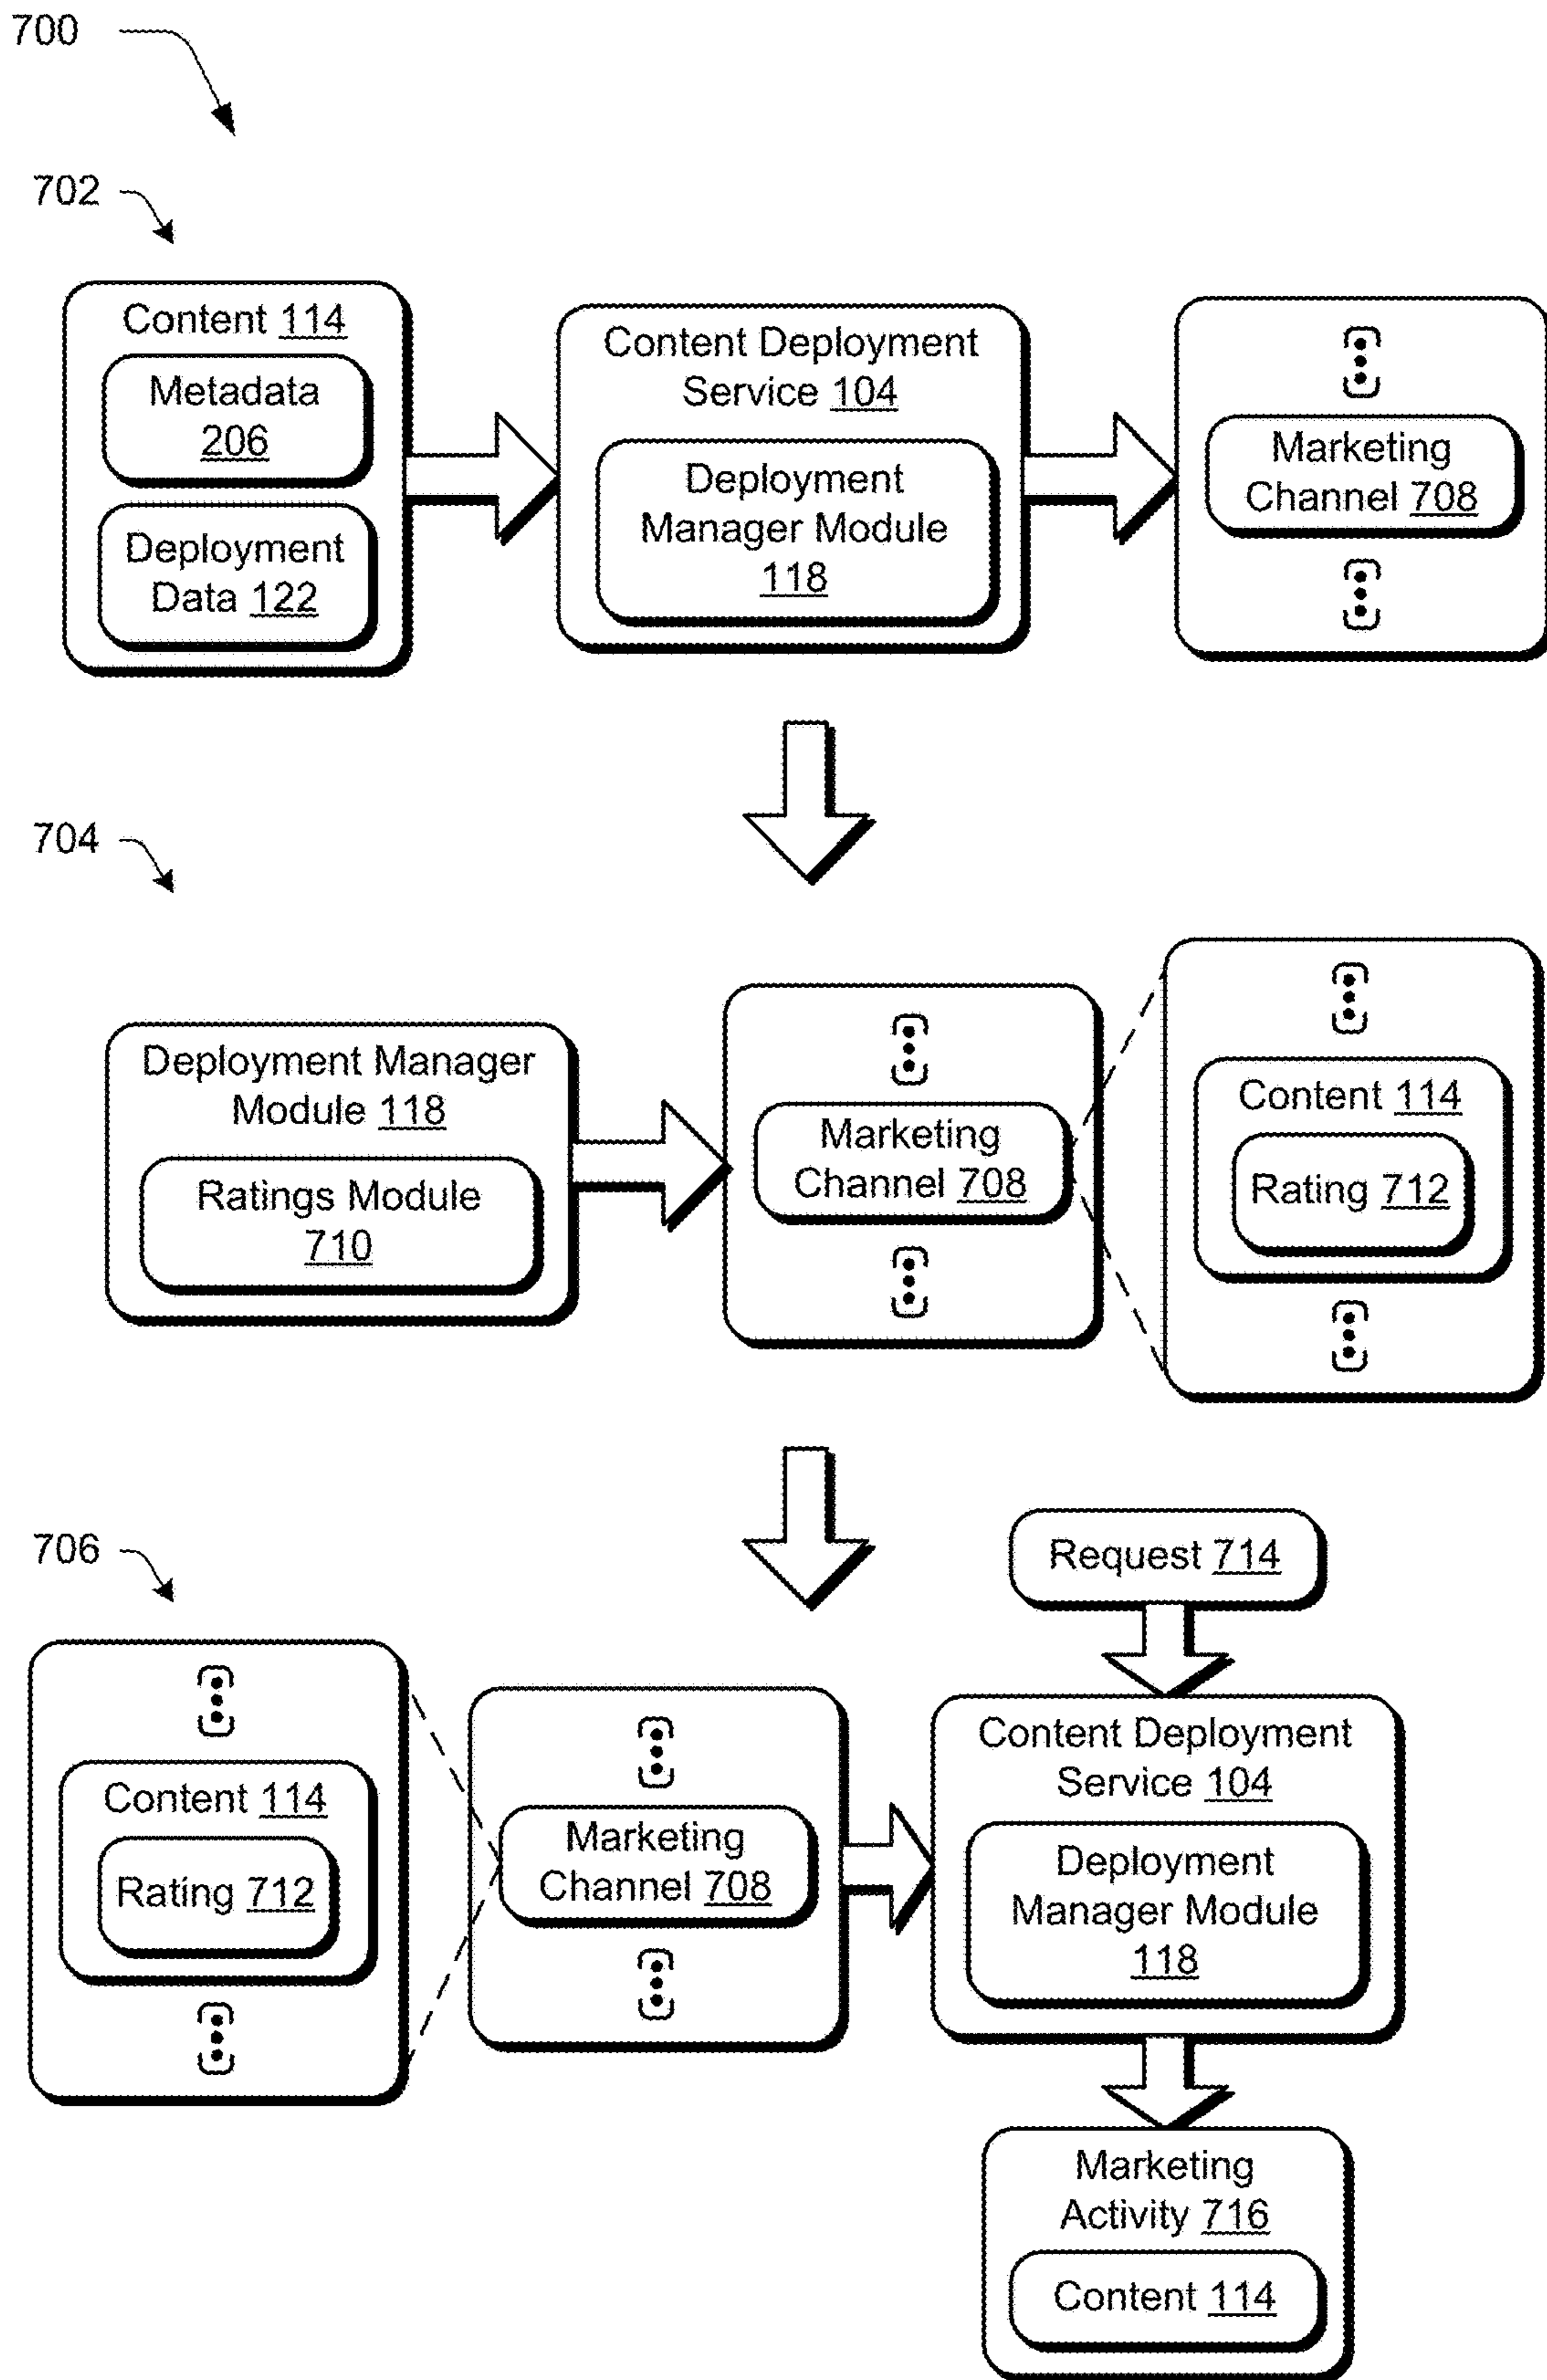 700
702
Content 114
Metadata
206
Deployment
Data 122
Content Deployment
Service 104
Deployment
Manager Module
118
Marketing
Channel 708
704
Deployment Manager
Module 118
Ratings Module
710
Marketing
Channel 708
Content 114
Rating 712
706
Request 714
Content 114
Rating 712
Marketing
Channel 708
Content Deployment
Service 104
Deployment
Manager Module
118
Marketing
Activity 716
Content 114